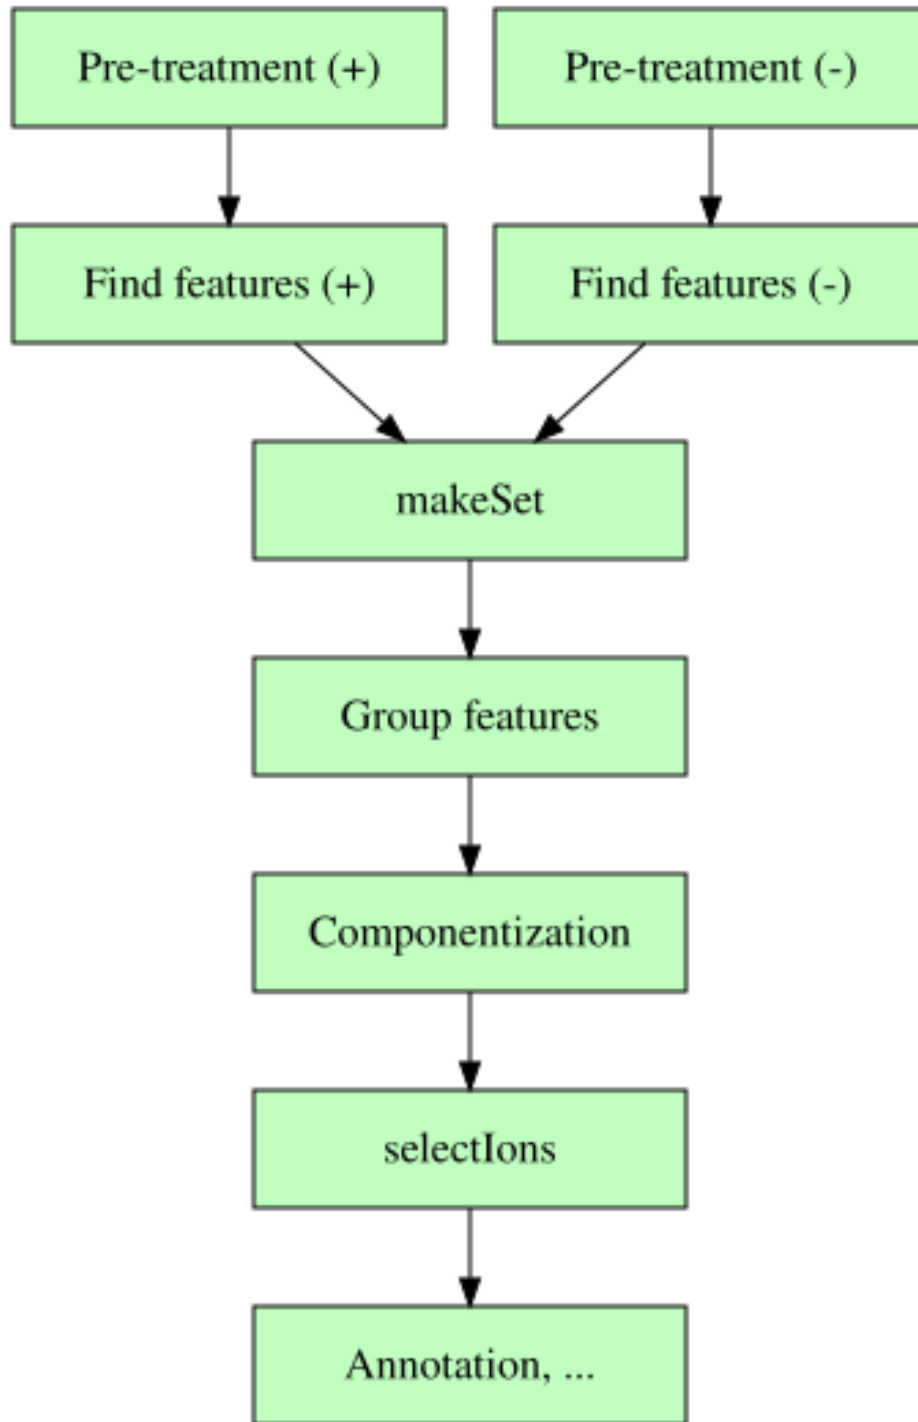 Pre-treatment (+)
Pre-treatment (-)
Find features (+)
Find features (-)
makeSet
Group features
Componentization
selectIons
Annotation, ...